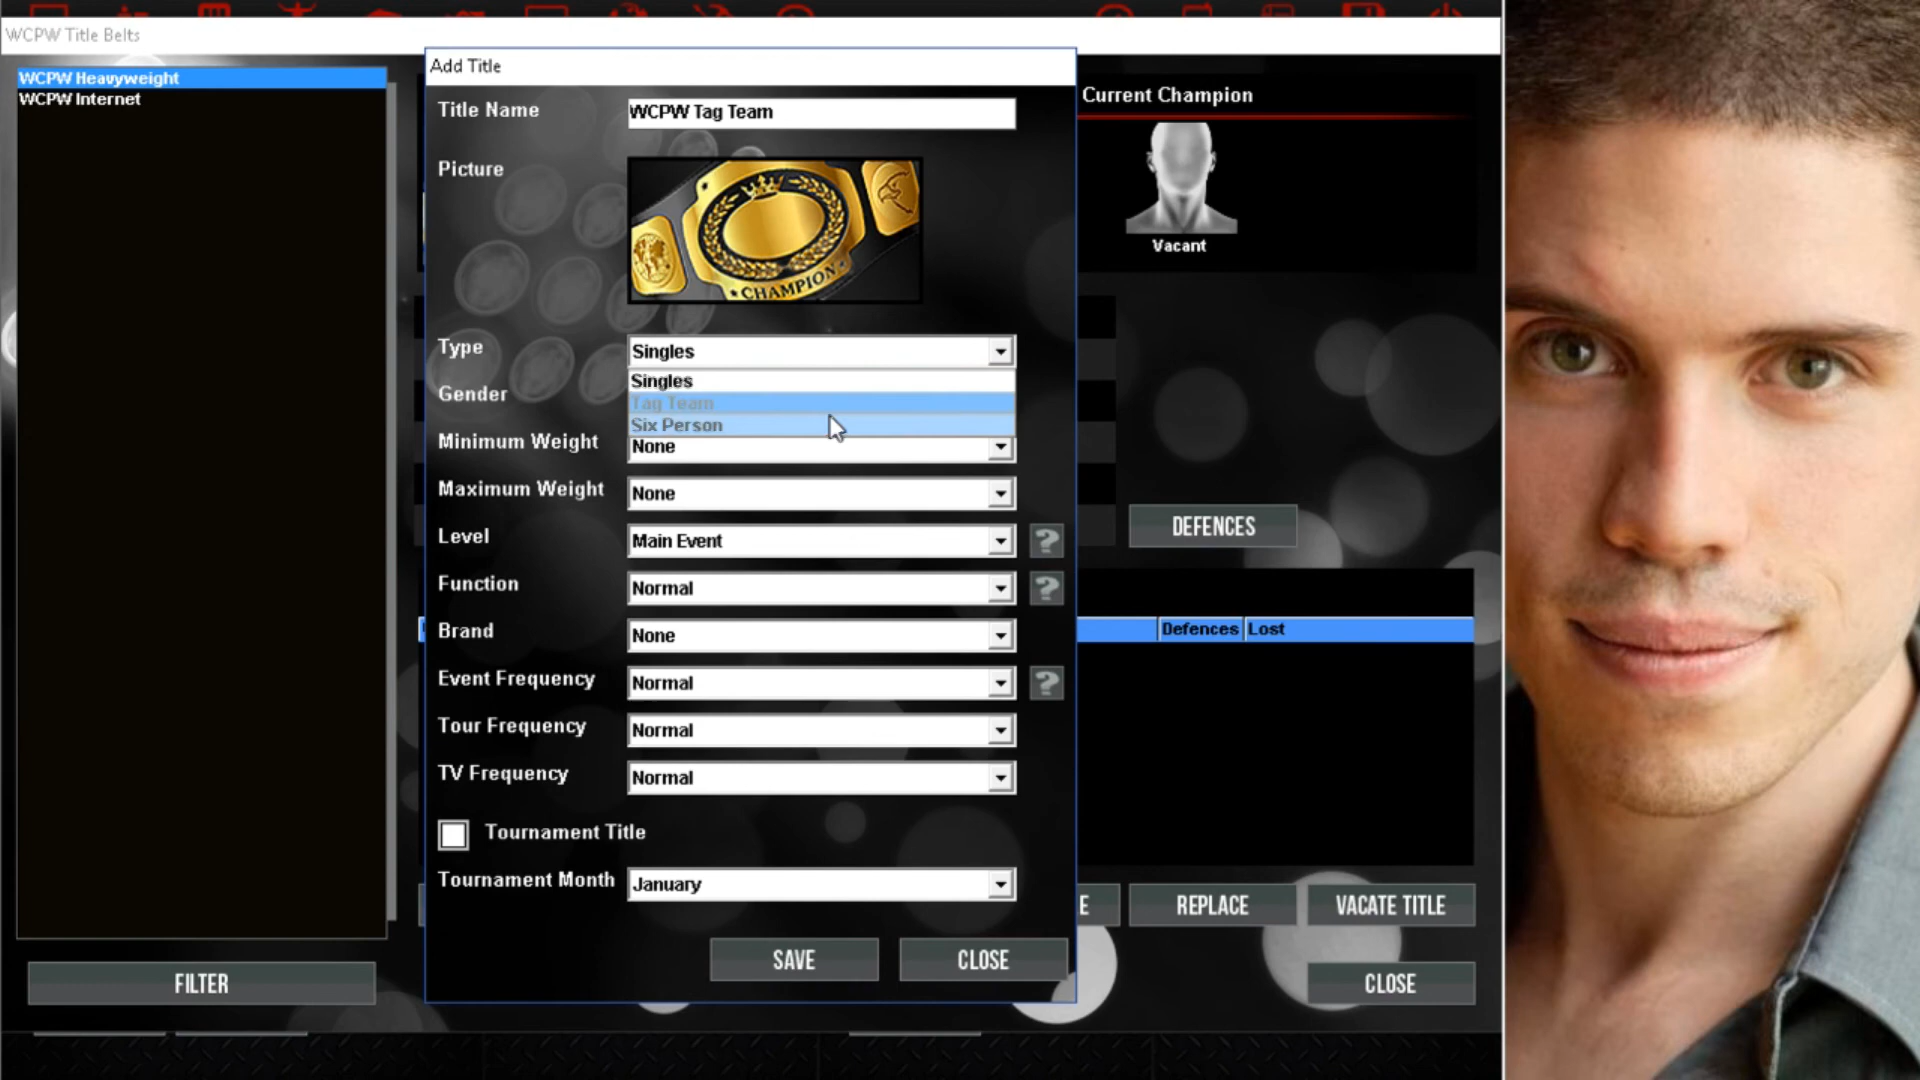 WCPW Title Belts
WCPW Heavyweight
WCPW Internet
FILTER
Add Title
Title Name
WCPW Tag Team
Picture
CHAMPION
Type
Singles
Singles
Tag Team
Six Person
Gender
Minimum Weight
None
Maximum Weight
None
Level
Main Event
?
Function
Normal
?
Brand
None
Event Frequency
Normal
?
Tour Frequency
Normal
TV Frequency
Normal
Tournament Title
Tournament Month
January
SAVE
CLOSE
Current Champion
Vacant
DEFENCES
Defences
Lost
E
REPLACE
VACATE TITLE
CLOSE